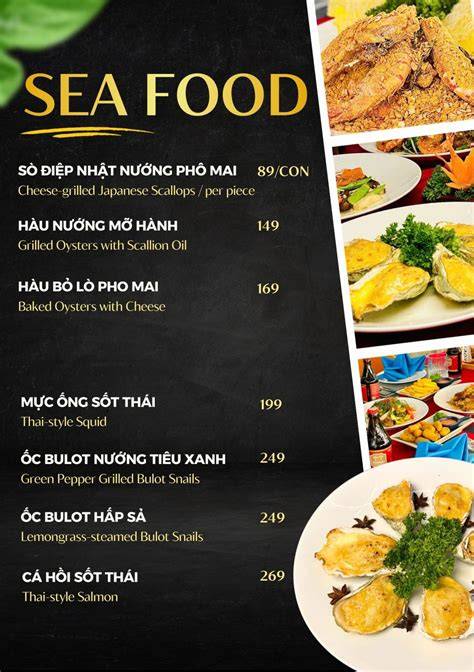 SEA FOOD
SÒ ĐIỆP NHẬT NƯỚNG PHÔ MAI 89/CON
Cheese-grilled Japanese Scallops / per piece
HÀU NƯỚNG MỠ HÀNH 149
Grilled Oysters with Scallion Oil
HÀU BỎ LÒ PHO MAI 169
Baked Oysters with Cheese
MỰC ỐNG SỐT THÁI 199
Thai-style Squid
ỐC BULOT NƯỚNG TIÊU XANH 249
Green Pepper Grilled Bulot Snails
ỐC BULOT HẤP SẢ 249
Lemongrass-steamed Bulot Snails
CÁ HỒI SỐT THÁI 269
Thai-style Salmon